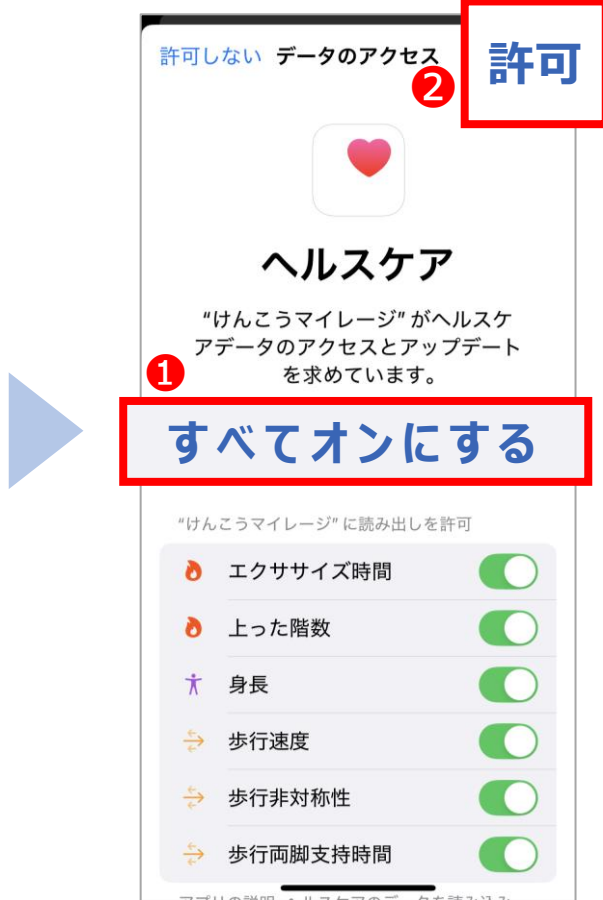 許可しない データのアクセス
❷
許可
ヘルスケア
“けんこうマイレージ” がヘルスケ
アデータのアクセスとアップデート
を求めています。
❶
すべてオンにする
“けんこうマイレージ” に読み出しを許可
エクササイズ時間
上った階数
身長
歩行速度
歩行非対称性
歩行両脚支持時間